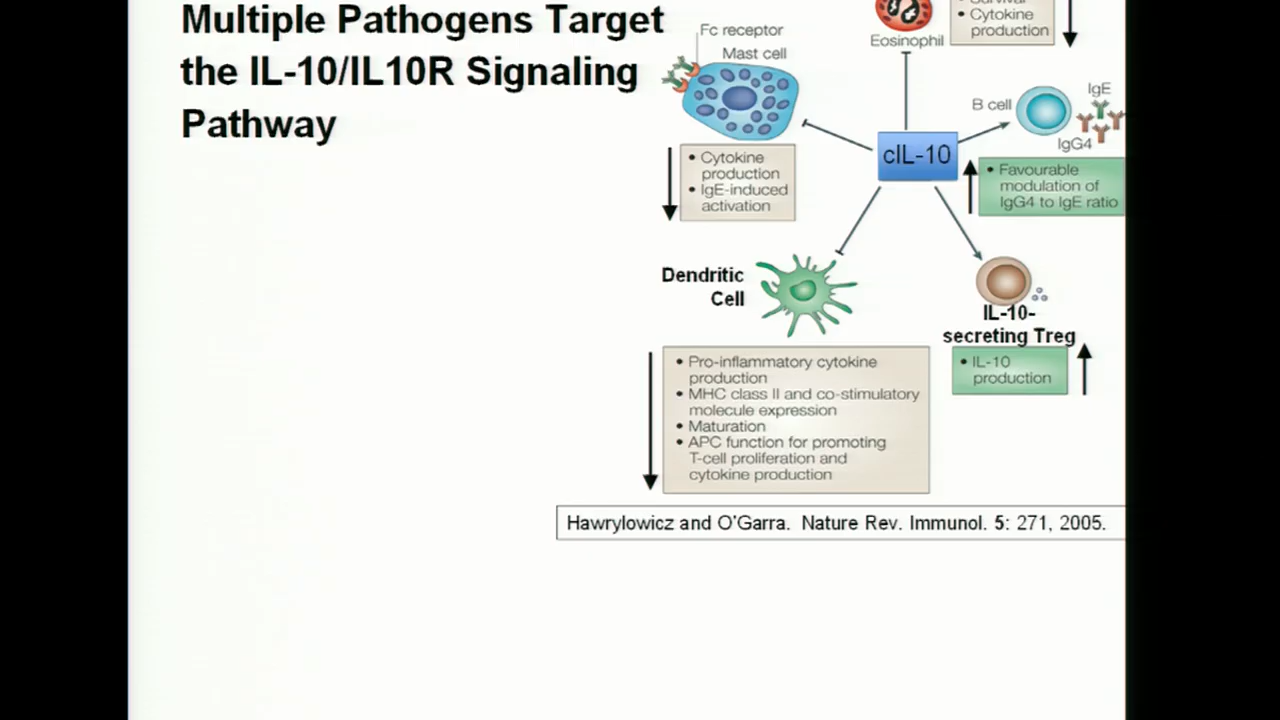 Multiple Pathogens Target
the IL-10/IL10R Signaling
Pathway
• Cytokine
production
Eosinophil
Fc receptor
Mast cell
• Cytokine
production
• IgE-induced
activation
cIL-10
B cell
IgE
IgG4
• Favourable
modulation of
IgG4 to IgE ratio
Dendritic
Cell
IL-10-
secreting Treg
• IL-10
production
• Pro-inflammatory cytokine
production
• MHC class II and co-stimulatory
molecule expression
• Maturation
• APC function for promoting
T-cell proliferation and
cytokine production
Hawrylowicz and O'Garra. Nature Rev. Immunol. 5: 271, 2005.